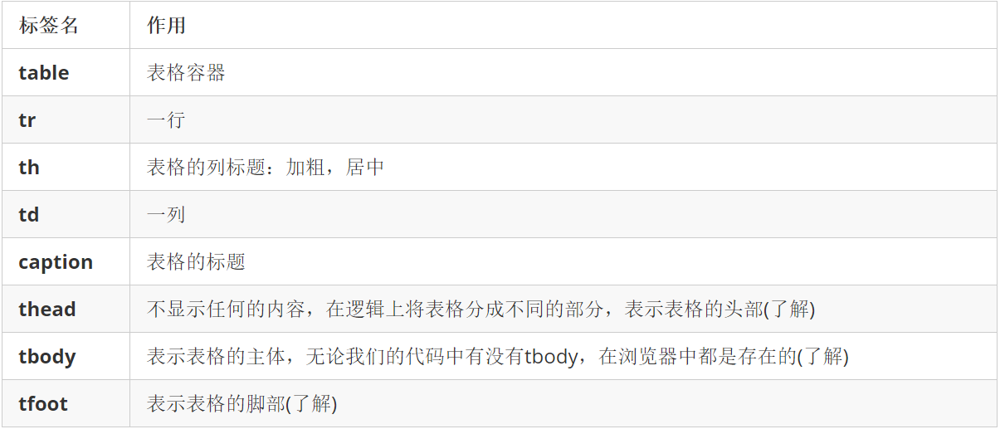 标签名 作用
table 表格容器
tr 一行
th 表格的列标题：加粗，居中
td 一列
caption 表格的标题
thead 不显示任何的内容，在逻辑上将表格分成不同的部分，表示表格的头部(了解)
tbody 表示表格的主体，无论我们的代码中有没有tbody，在浏览器中都是存在的(了解)
tfoot 表示表格的脚部(了解)